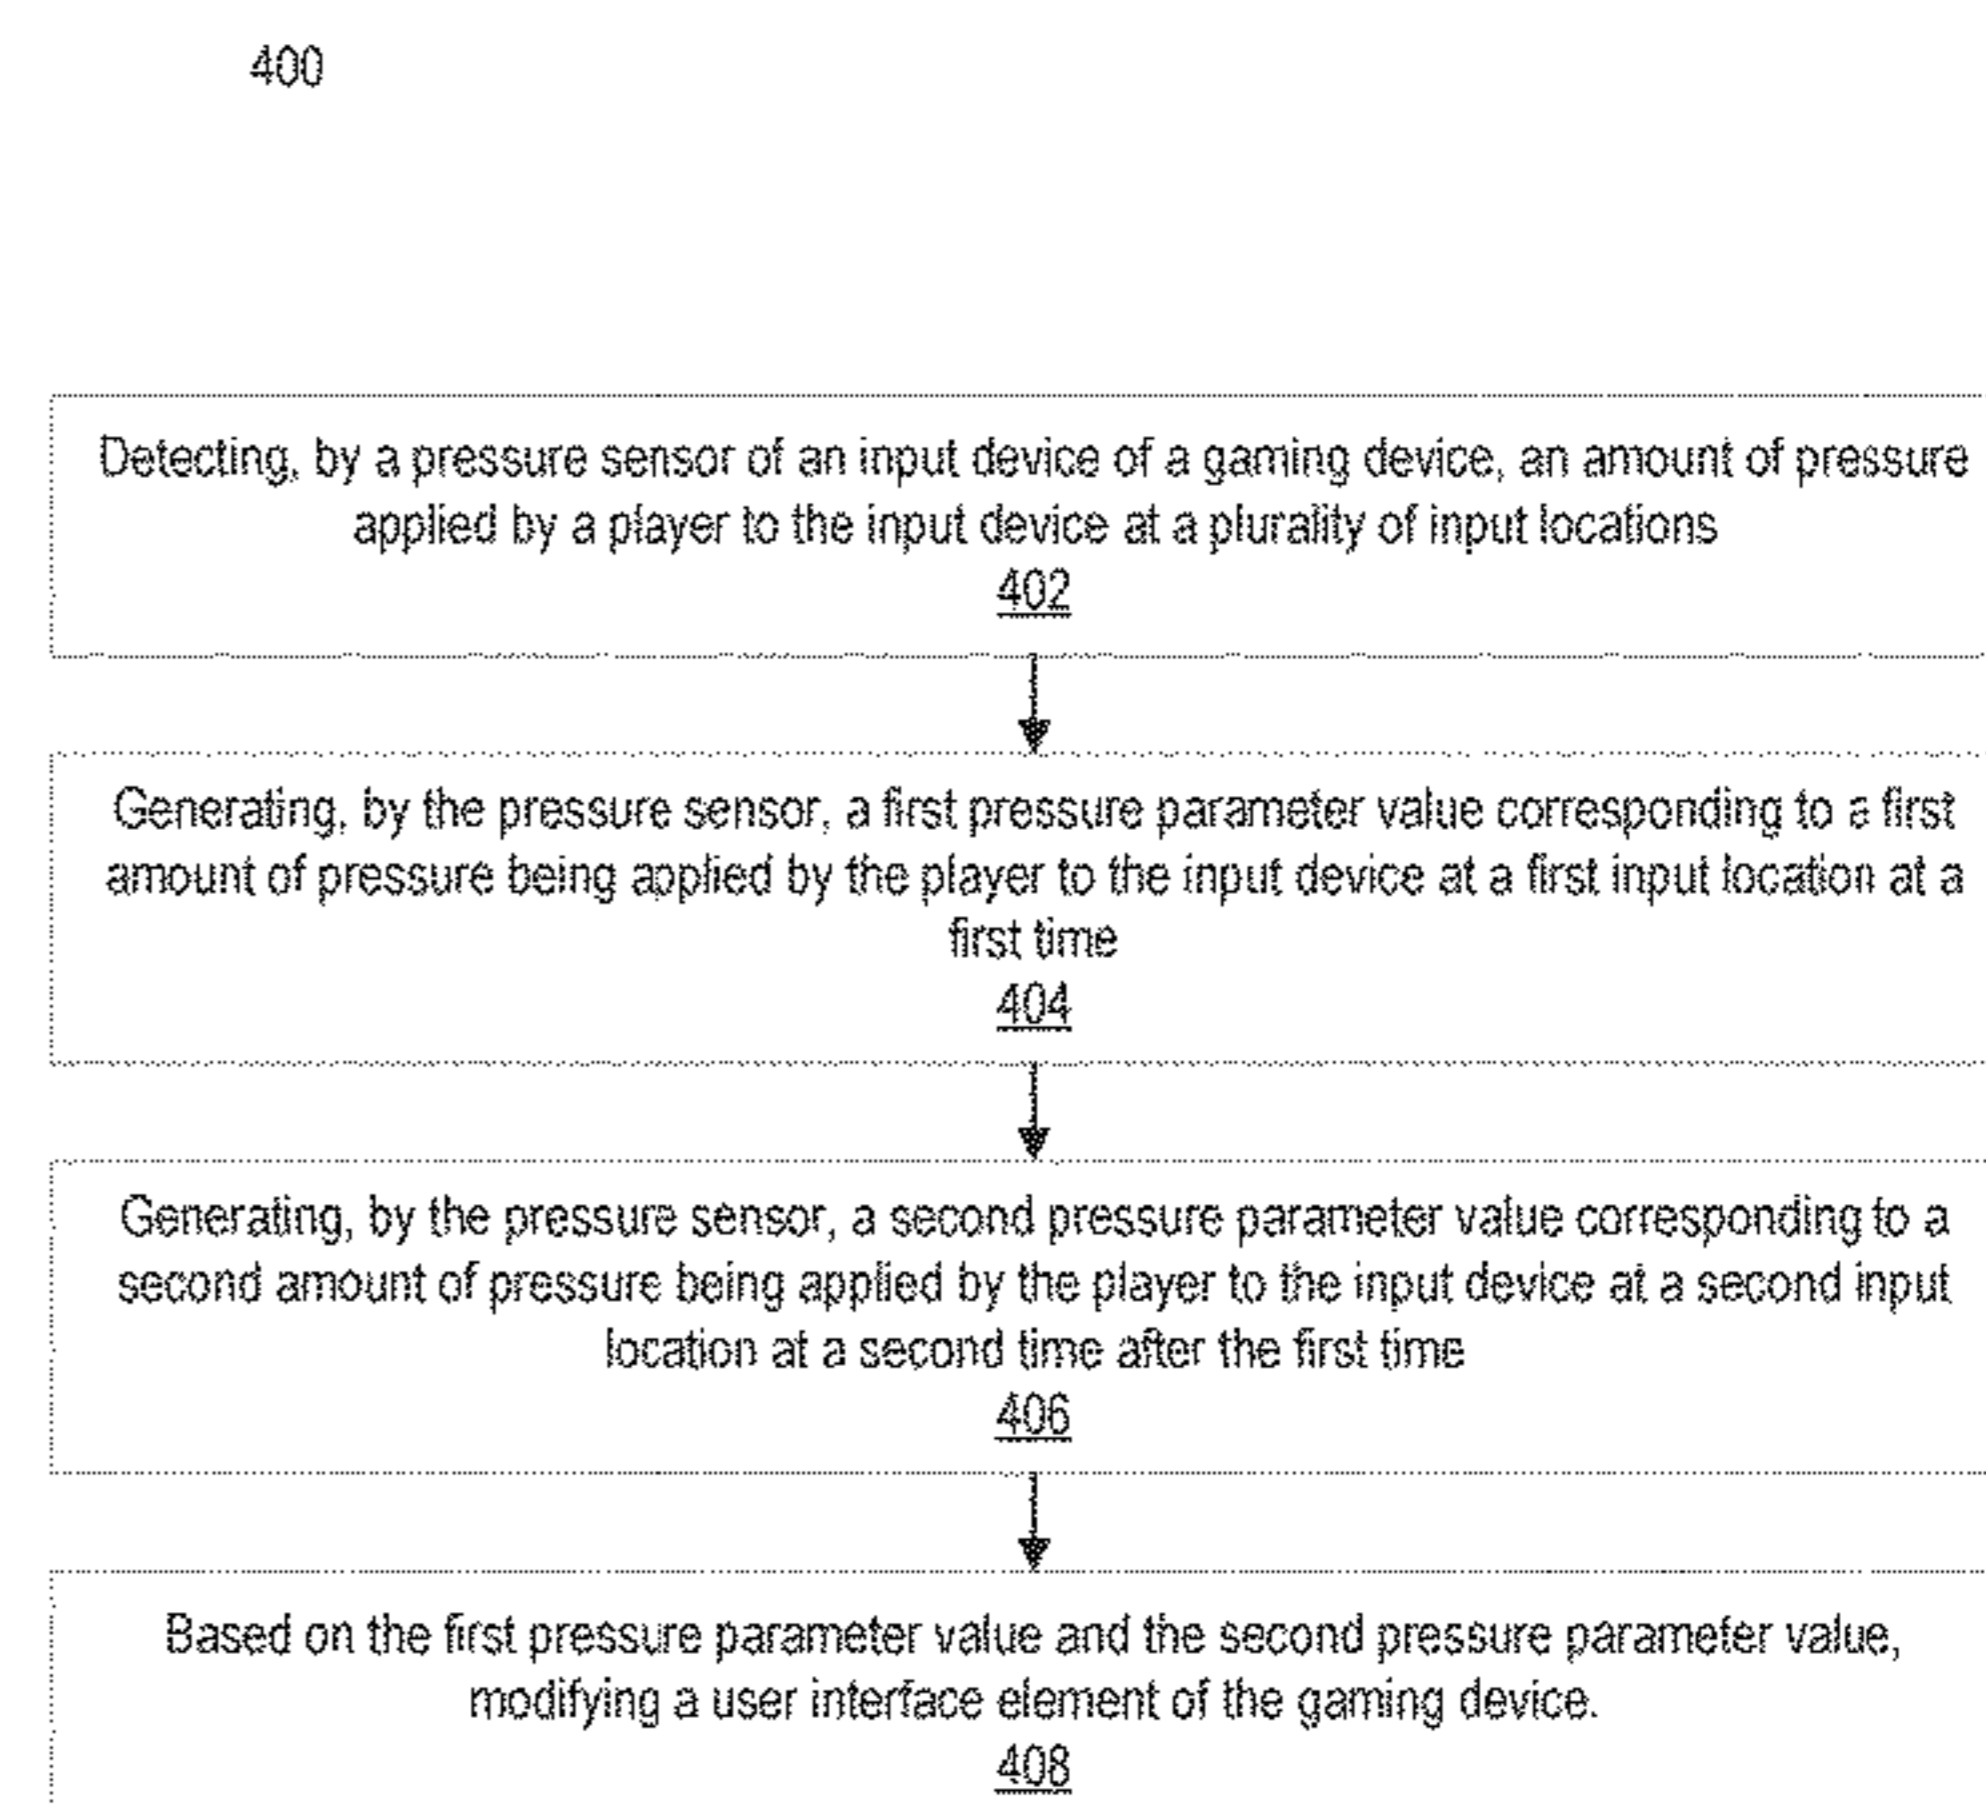 400
Detecting, by a pressure sensor of an input device of a gaming device, an amount of pressure
applied by a player to the input device at a plurality of input locations
402
Generating, by the pressure sensor, a first pressure parameter value corresponding to a first
amount of pressure being applied by the player to the input device at a first input location at a
first time
404
Generating, by the pressure sensor, a second pressure parameter value corresponding to a
second amount of pressure being applied by the player to the input device at a second input
location at a second time after the first time
406
Based on the first pressure parameter value and the second pressure parameter value,
modifying a user interface element of the gaming device.
408